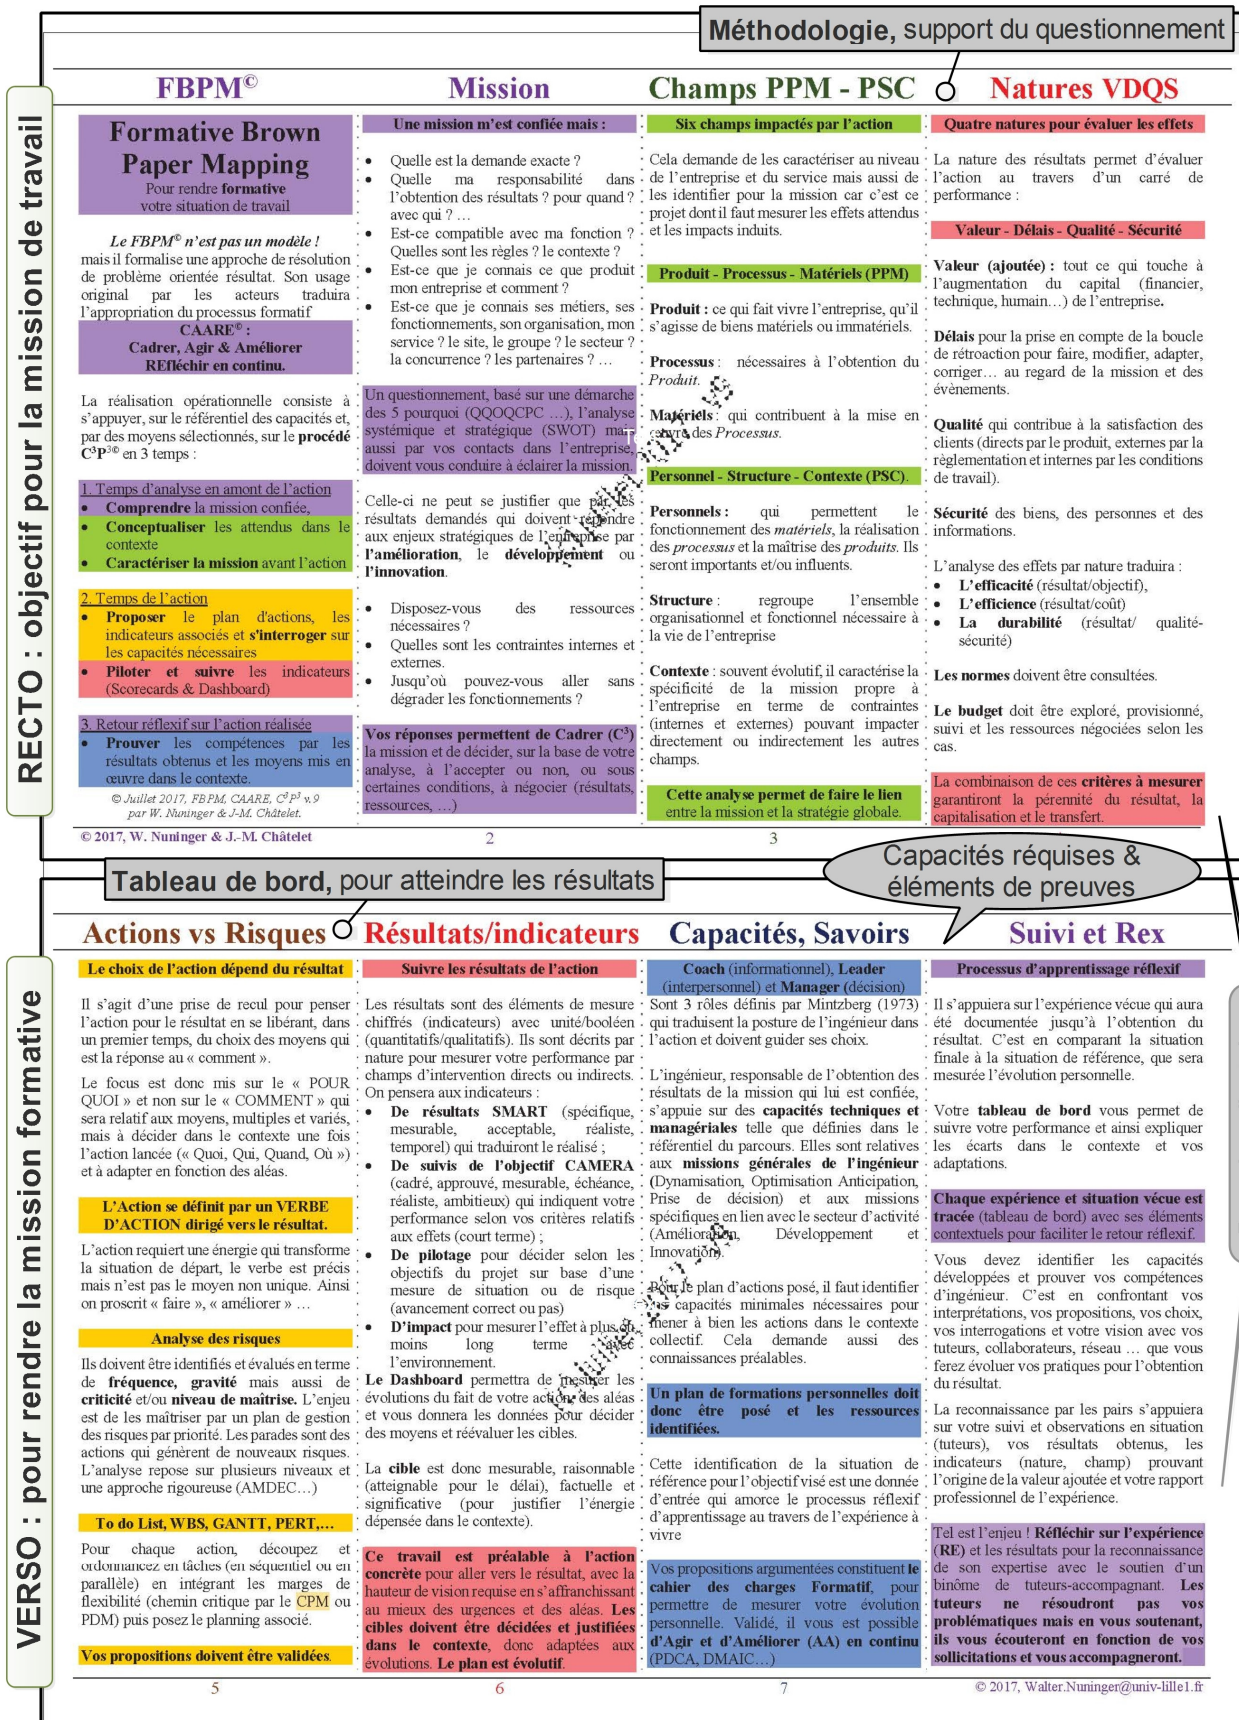 Méthodologie, support du questionnement
RECTO : objectif pour la mission de travail
FBPM©
Formative Brown
Paper Mapping
Pour rendre formative
votre situation de travail
Le FBPM© n'est pas un modèle !
mais il formalise une approche de résolution
de problème orientée résultat. Son usage
original par les acteurs traduira
l'appropriation du processus formatif
CAARE© :
Cadrer, Agir & Améliorer
REfléchir en continu.
La réalisation opérationnelle consiste à
s'appuyer, sur le référentiel des capacités et,
par des moyens sélectionnés, sur le procédé
C³P³© en 3 temps :
1. Temps d'analyse en amont de l'action
• Comprendre la mission confiée,
• Conceptualiser les attendus dans le
contexte
• Caractériser la mission avant l'action
2. Temps de l'action
• Proposer le plan d'actions, les
indicateurs associés et s'interroger sur
les capacités nécessaires
• Piloter et suivre les indicateurs
(Scorecards & Dashboard)
3. Retour réflexif sur l'action réalisée
• Prouver les compétences par les
résultats obtenus et les moyens mis en
œuvre dans le contexte.
© Juillet 2017, FBPM, CAARE, C³P³ v.9
par W. Nuninger & J-M. Châtelet.
© 2017, W. Nuninger & J.-M. Châtelet
Mission
Une mission m'est confiée mais :
• Quelle est la demande exacte ?
• Quelle ma responsabilité dans
l'obtention des résultats ? pour quand ?
avec qui ? …
• Est-ce compatible avec ma fonction ?
Quelles sont les règles ? le contexte ?
• Est-ce que je connais ce que produit
mon entreprise et comment ?
• Est-ce que je connais ses métiers, ses
fonctionnements, son organisation, mon
service ? le site, le groupe ? le secteur ?
la concurrence ? les partenaires ? …
Un questionnement, basé sur une démarche
des 5 pourquoi (QQOQCPC …), l'analyse
systémique et stratégique (SWOT) mais
aussi par vos contacts dans l'entreprise,
doivent vous conduire à éclairer la mission.
Celle-ci ne peut se justifier que par les
résultats demandés qui doivent répondre
aux enjeux stratégiques de l'entreprise par
l'amélioration, le développement ou
l'innovation.
• Disposez-vous des ressources
nécessaires ?
• Quelles sont les contraintes internes et
externes.
• Jusqu'où pouvez-vous aller sans
dégrader les fonctionnements ?
Vos réponses permettent de Cadrer (C³)
la mission et de décider, sur la base de votre
analyse, à l'accepter ou non, ou sous
certaines conditions, à négocier (résultats,
ressources, …)
2
Champs PPM - PSC
Six champs impactés par l'action
Cela demande de les caractériser au niveau
de l'entreprise et du service mais aussi de
les identifier pour la mission car c'est ce
projet dont il faut mesurer les effets attendus
et les impacts induits.
Produit - Processus - Matériels (PPM)
Produit : ce qui fait vivre l'entreprise, qu'il
s'agisse de biens matériels ou immatériels.
Processus : nécessaires à l'obtention du
Produit.
Matériels : qui contribuent à la mise en
œuvre des Processus.
Personnel - Structure - Contexte (PSC).
Personnels : qui permettent le
fonctionnement des matériels, la réalisation
des processus et la maîtrise des produits. Ils
seront importants et/ou influents.
Structure : regroupe l'ensemble
organisationnel et fonctionnel nécessaire à
la vie de l'entreprise
Contexte : souvent évolutif, il caractérise la
spécificité de la mission propre à
l'entreprise en terme de contraintes
(internes et externes) pouvant impacter
directement ou indirectement les autres
champs.
Cette analyse permet de faire le lien
entre la mission et la stratégie globale.
3
Natures VDQS
Quatre natures pour évaluer les effets
La nature des résultats permet d'évaluer
l'action au travers d'un carré de
performance :
Valeur - Délais - Qualité - Sécurité
Valeur (ajoutée) : tout ce qui touche à
l'augmentation du capital (financier,
technique, humain…) de l'entreprise.
Délais pour la prise en compte de la boucle
de rétroaction pour faire, modifier, adapter,
corriger… au regard de la mission et des
évènements.
Qualité qui contribue à la satisfaction des
clients (directs par le produit, externes par la
règlementation et internes par les conditions
de travail).
Sécurité des biens, des personnes et des
informations.
L'analyse des effets par nature traduira :
• L'efficacité (résultat/objectif),
• L'efficience (résultat/coût)
• La durabilité (résultat/ qualité-
sécurité)
Les normes doivent être consultées.
Le budget doit être exploré, provisionné,
suivi et les ressources négociées selon les
cas.
La combinaison de ces critères à mesurer
garantiront la pérennité du résultat, la
capitalisation et le transfert.
Tableau de bord, pour atteindre les résultats
Capacités réquises &
éléments de preuves
VERSO : pour rendre la mission formative
Actions vs Risques
Le choix de l'action dépend du résultat
Il s'agit d'une prise de recul pour penser
l'action pour le résultat en se libérant, dans
un premier temps, du choix des moyens qui
est la réponse au « comment ».
Le focus est donc mis sur le « POUR
QUOI » et non sur le « COMMENT » qui
sera relatif aux moyens, multiples et variés,
mais à décider dans le contexte une fois
l'action lancée (« Quoi, Qui, Quand, Où »)
et à adapter en fonction des aléas.
L'Action se définit par un VERBE
D'ACTION dirigé vers le résultat.
L'action requiert une énergie qui transforme
la situation de départ, le verbe est précis
mais n'est pas le moyen non unique. Ainsi
on proscrit « faire », « améliorer » …
Analyse des risques
Ils doivent être identifiés et évalués en terme
de fréquence, gravité mais aussi de
criticité et/ou niveau de maîtrise. L'enjeu
est de les maîtriser par un plan de gestion
des risques par priorité. Les parades sont des
actions qui génèrent de nouveaux risques.
L'analyse repose sur plusieurs niveaux et
une approche rigoureuse (AMDEC…)
To do List, WBS, GANTT, PERT,…
Pour chaque action, découpez et
ordonnancez en tâches (en séquentiel ou en
parallèle) en intégrant les marges de
flexibilité (chemin critique par le CPM ou
PDM) puis posez le planning associé.
Vos propositions doivent être validées.
5
Résultats/indicateurs
Suivre les résultats de l'action
Les résultats sont des éléments de mesure
chiffrés (indicateurs) avec unité/booléen
(quantitatifs/qualitatifs). Ils sont décrits par
nature pour mesurer votre performance par
champs d'intervention directs ou indirects.
On pensera aux indicateurs :
• De résultats SMART (spécifique,
mesurable, acceptable, réaliste,
temporel) qui traduiront le réalisé ;
• De suivis de l'objectif CAMERA
(cadré, approuvé, mesurable, échéance,
réaliste, ambitieux) qui indiquent votre
performance selon vos critères relatifs
aux effets (court terme) ;
• De pilotage pour décider selon les
objectifs du projet sur base d'une
mesure de situation ou de risque
(avancement correct ou pas)
• D'impact pour mesurer l'effet à plus ou
moins long terme avec
l'environnement.
Le Dashboard permettra de mesurer les
évolutions du fait de votre action, des aléas
et vous donnera les données pour décider
des moyens et réévaluer les cibles.
La cible est donc mesurable, raisonnable
(atteignable pour le délai), factuelle et
significative (pour justifier l'énergie
dépensée dans le contexte).
Ce travail est préalable à l'action
concrète pour aller vers le résultat, avec la
hauteur de vision requise en s'affranchissant
au mieux des urgences et des aléas. Les
cibles doivent être décidées et justifiées
dans le contexte, donc adaptées aux
évolutions. Le plan est évolutif.
6
Capacités, Savoirs
Coach (informationnel), Leader
(interpersonnel) et Manager (décision)
Sont 3 rôles définis par Mintzberg (1973)
qui traduisent la posture de l'ingénieur dans
l'action et doivent guider ses choix.
L'ingénieur, responsable de l'obtention des
résultats de la mission qui lui est confiée,
s'appuie sur des capacités techniques et
managériales telle que définies dans le
référentiel du parcours. Elles sont relatives
aux missions générales de l'ingénieur
(Dynamisation, Optimisation Anticipation,
Prise de décision) et aux missions
spécifiques en lien avec le secteur d'activité
(Amélioration, Développement et
Innovation).
Pour le plan d'actions posé, il faut identifier
les capacités minimales nécessaires pour
mener à bien les actions dans le contexte
collectif. Cela demande aussi des
connaissances préalables.
Un plan de formations personnelles doit
donc être posé et les ressources
identifiées.
Cette identification de la situation de
référence pour l'objectif visé est une donnée
d'entrée qui amorce le processus réflexif
d'apprentissage au travers de l'expérience à
vivre
Vos propositions argumentées constituent le
cahier des charges Formatif, pour
permettre de mesurer votre évolution
personnelle. Validé, il vous est possible
d'Agir et d'Améliorer (AA) en continu
(PDCA, DMAIC…)
7
Suivi et Rex
Processus d'apprentissage réflexif
Il s'appuiera sur l'expérience vécue qui aura
été documentée jusqu'à l'obtention du
résultat. C'est en comparant la situation
finale à la situation de référence, que sera
mesurée l'évolution personnelle.
Votre tableau de bord vous permet de
suivre votre performance et ainsi expliquer
les écarts dans le contexte et vos
adaptations.
Chaque expérience et situation vécue est
tracée (tableau de bord) avec ses éléments
contextuels pour faciliter le retour réflexif.
Vous devez identifier les capacités
développées et prouver vos compétences
d'ingénieur. C'est en confrontant vos
interprétations, vos propositions, vos choix,
vos interrogations et votre vision avec vos
tuteurs, collaborateurs, réseau … que vous
ferez évoluer vos pratiques pour l'obtention
du résultat.
La reconnaissance par les pairs s'appuiera
sur votre suivi et observations en situation
(tuteurs), vos résultats obtenus, les
indicateurs (nature, champ) prouvant
l'origine de la valeur ajoutée et votre rapport
professionnel de l'expérience.
Tel est l'enjeu ! Réfléchir sur l'expérience
(RE) et les résultats pour la reconnaissance
de son expertise avec le soutien d'un
binôme de tuteurs-accompagnant. Les
tuteurs ne résoudront pas vos
problématiques mais en vous soutenant,
ils vous écouteront en fonction de vos
sollicitations et vous accompagneront.
© 2017, Walter.Nuninger@univ-lille1.fr